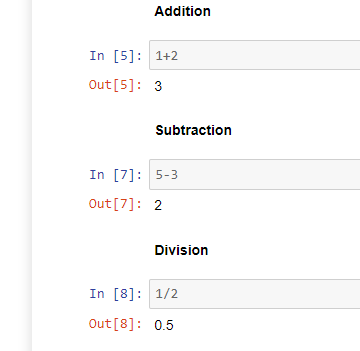 Addition
In [5]: 1+2
Out[5]: 3
Subtraction
In [7]: 5-3
Out[7]: 2
Division
In [8]: 1/2
Out[8]: 0.5